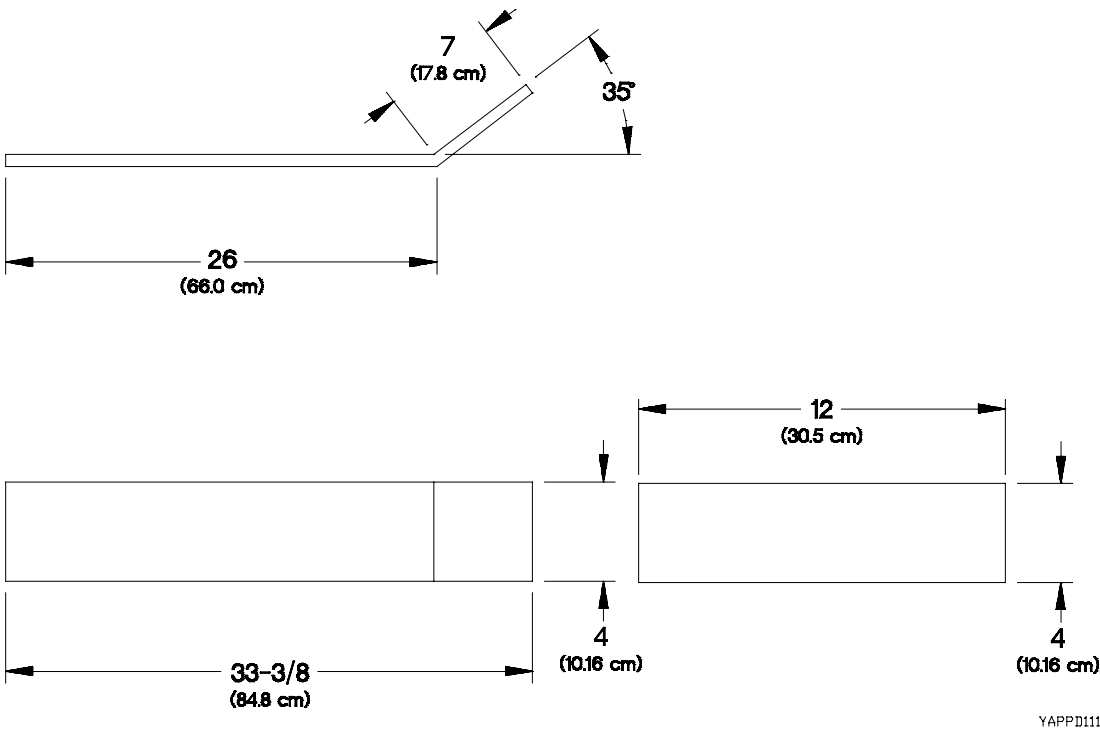 7
(17.8 cm)
35°
26
(66.0 cm)
12
(30.5 cm)
4
(10.16 cm)
4
(10.16 cm)
33-3/8
(84.8 cm)
YAPPD111